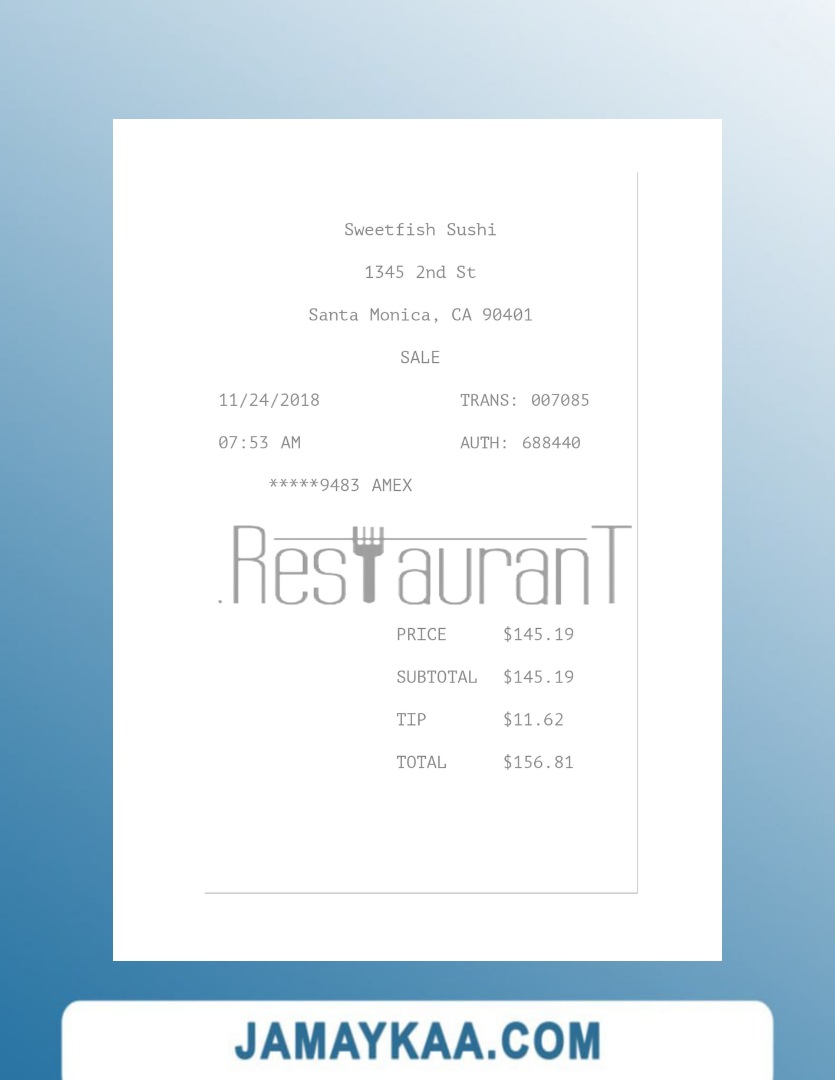 Sweetfish Sushi
1345 2nd St
Santa Monica, CA 90401
SALE
11/24/2018 TRANS: 007085
07:53 AM AUTH: 688440
*****9483 AMEX
.ResTauranT
PRICE $145.19
SUBTOTAL $145.19
TIP $11.62
TOTAL $156.81
JAMAYKAA.COM